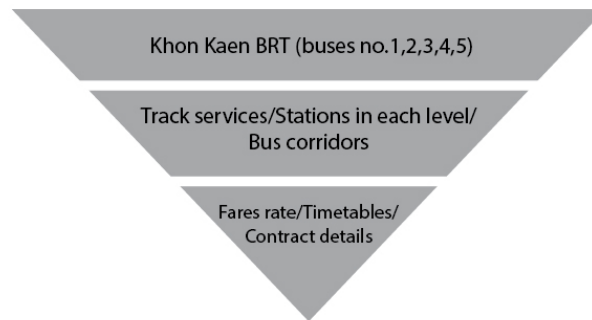 Khon Kaen BRT (buses no.1,2,3,4,5)
Track services/Stations in each level/
Bus corridors
Fares rate/Timetables/
Contract details